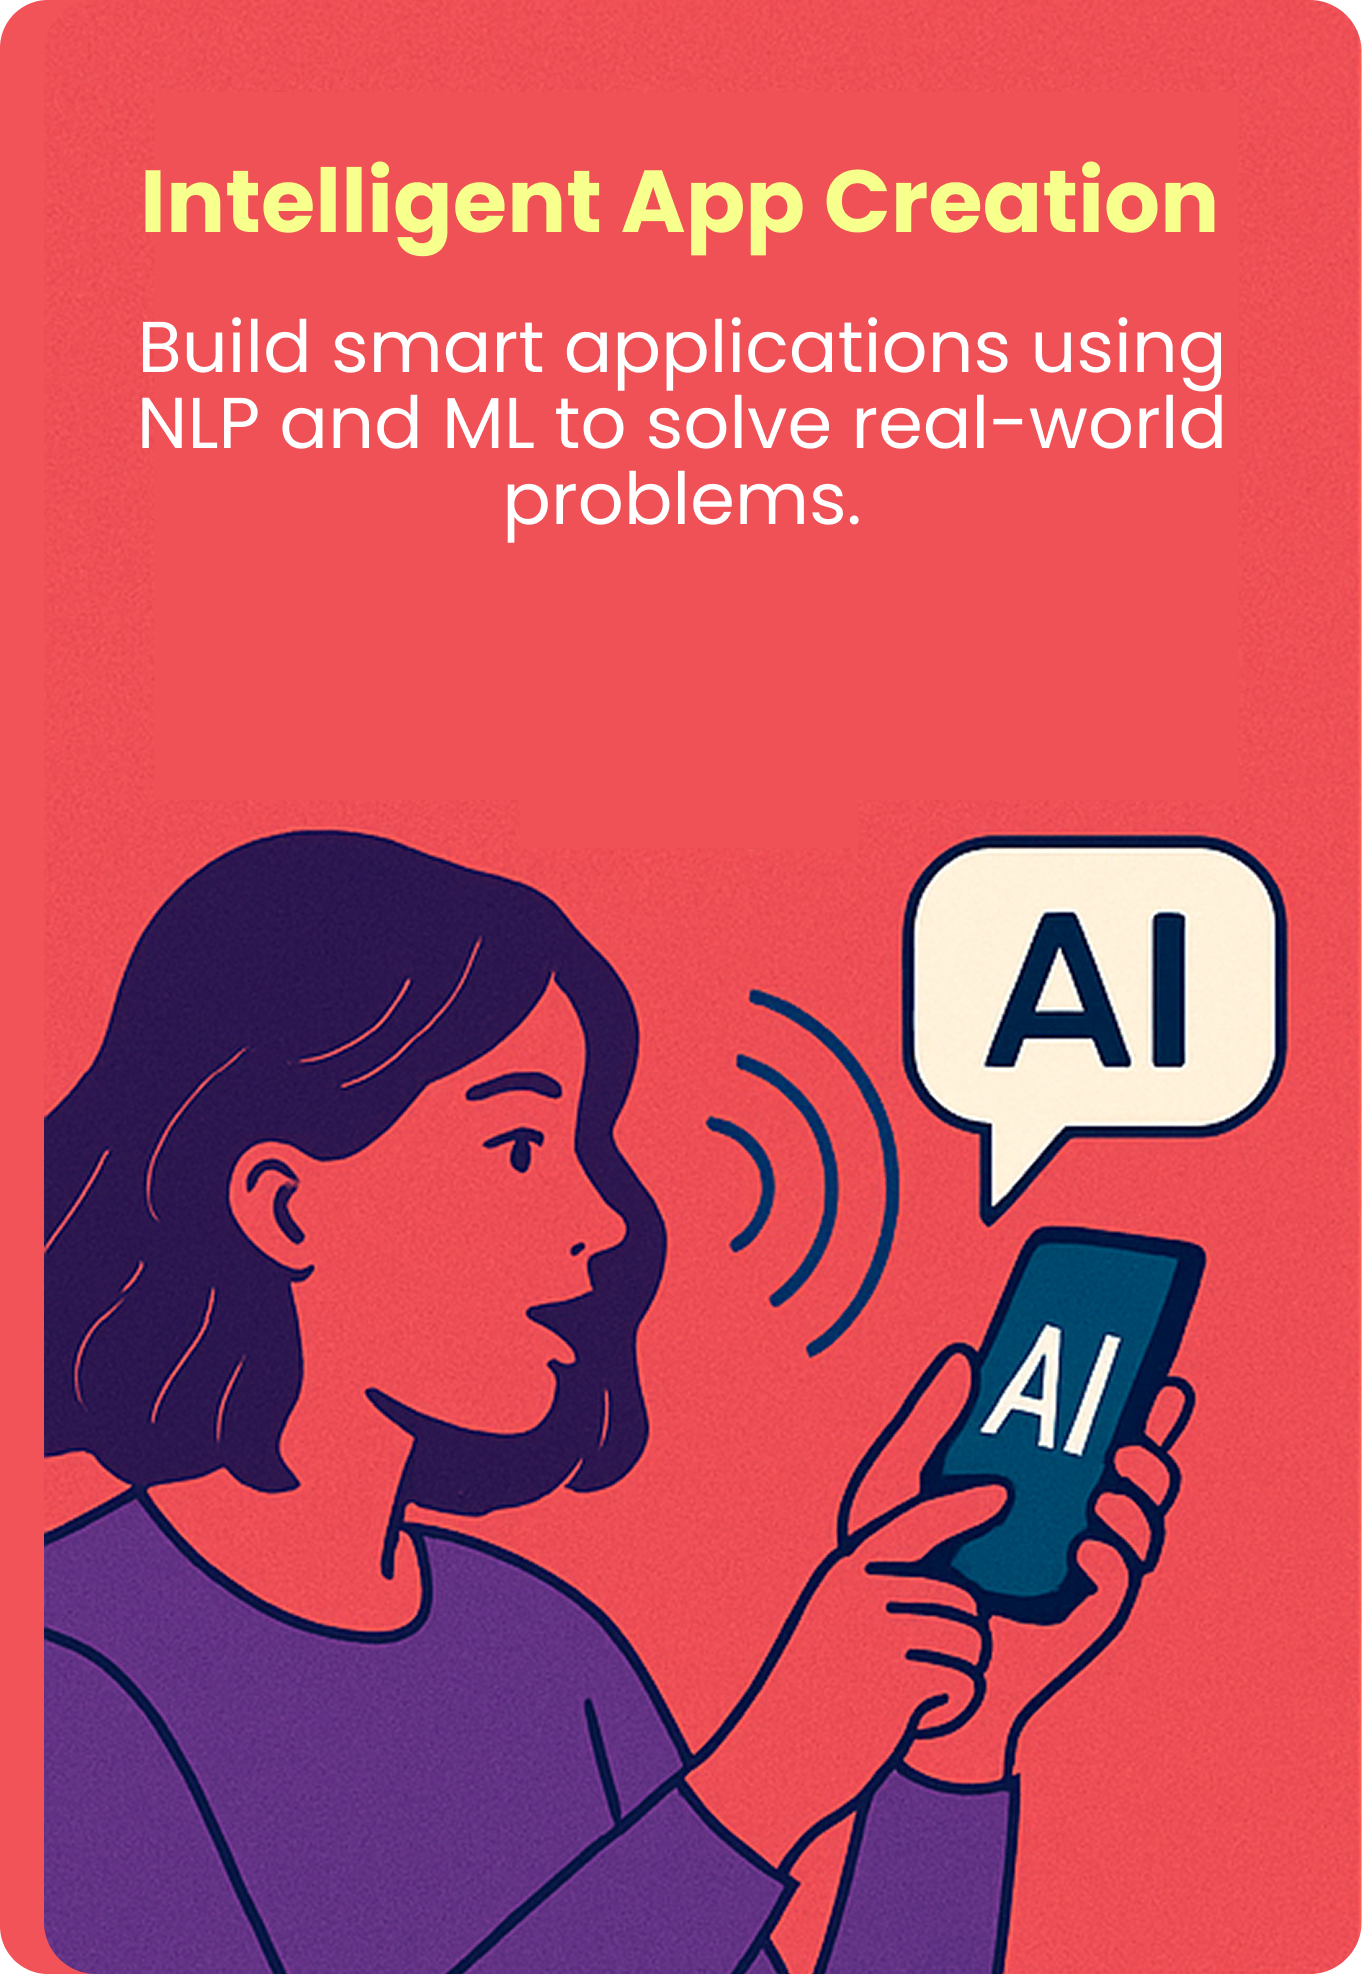 Intelligent App Creation
Build smart applications using
NLP and ML to solve real-world
problems.
AI
AI